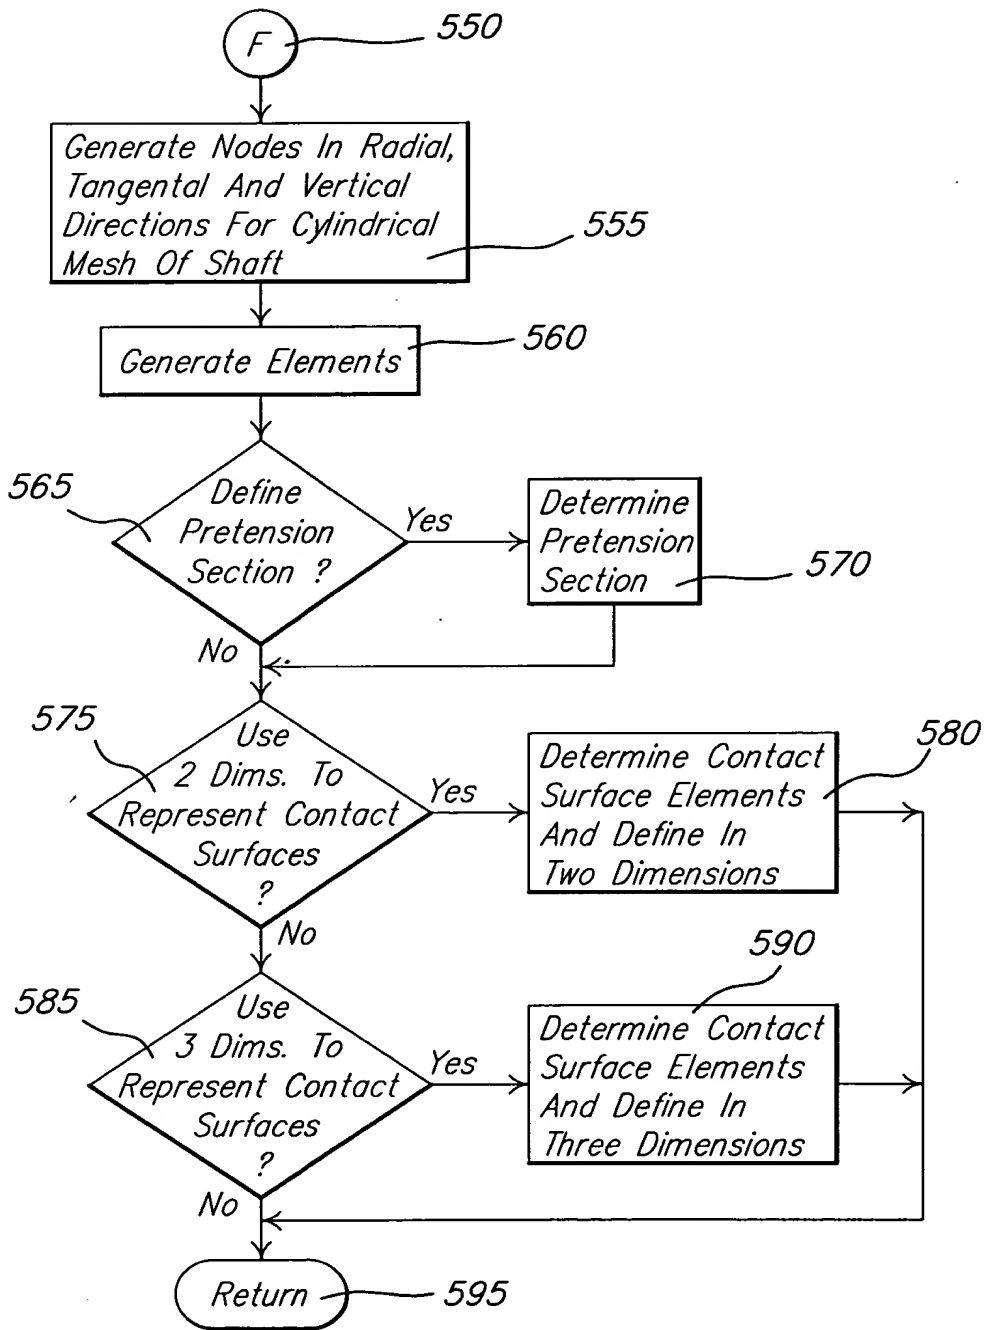 F
550
Generate Nodes In Radial,
Tangental And Vertical
Directions For Cylindrical
Mesh Of Shaft
555
Generate Elements
560
565
Define
Pretension
Section ?
Yes
Determine
Pretension
Section
570
No
575
Use
2 Dims. To
Represent Contact
Surfaces
?
Yes
Determine Contact
Surface Elements
And Define In
Two Dimensions
580
No
585
Use
3 Dims. To
Represent Contact
Surfaces
?
Yes
590
Determine Contact
Surface Elements
And Define In
Three Dimensions
No
Return
595